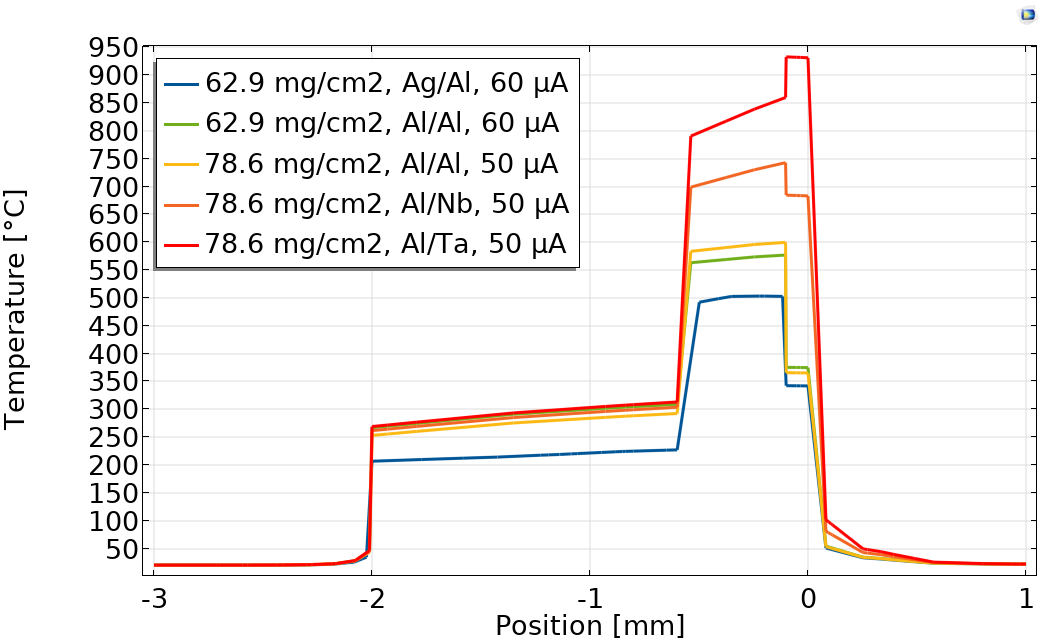 950
900
850
800
750
700
650
600
550
500
450
400
350
300
250
200
150
100
50
Temperature [°C]
62.9 mg/cm2, Ag/Al, 60 µA
62.9 mg/cm2, Al/Al, 60 µA
78.6 mg/cm2, Al/Al, 50 µA
78.6 mg/cm2, Al/Nb, 50 µA
78.6 mg/cm2, Al/Ta, 50 µA
-3 -2 -1 0 1
Position [mm]